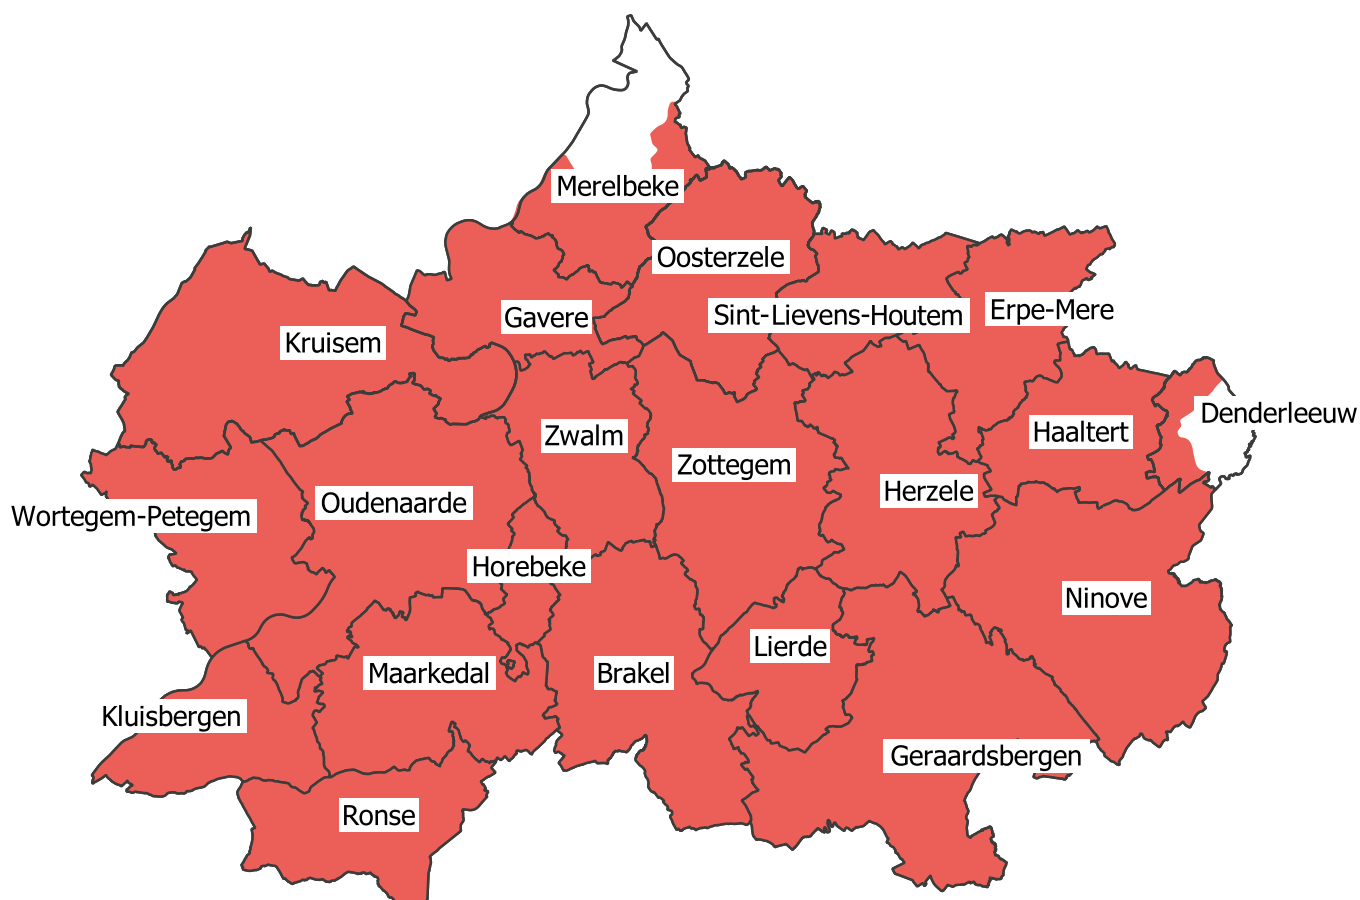 Merelbeke
Oosterzele
Gavere
Sint-Lievens-Houtem
Erpe-Mere
Kruisem
Denderleeuw
Zwalm
Haaltert
Zottegem
Herzele
Oudenaarde
Wortegem-Petegem
Horebeke
Ninove
Lierde
Maarkedal
Brakel
Kluisbergen
Geraardsbergen
Ronse